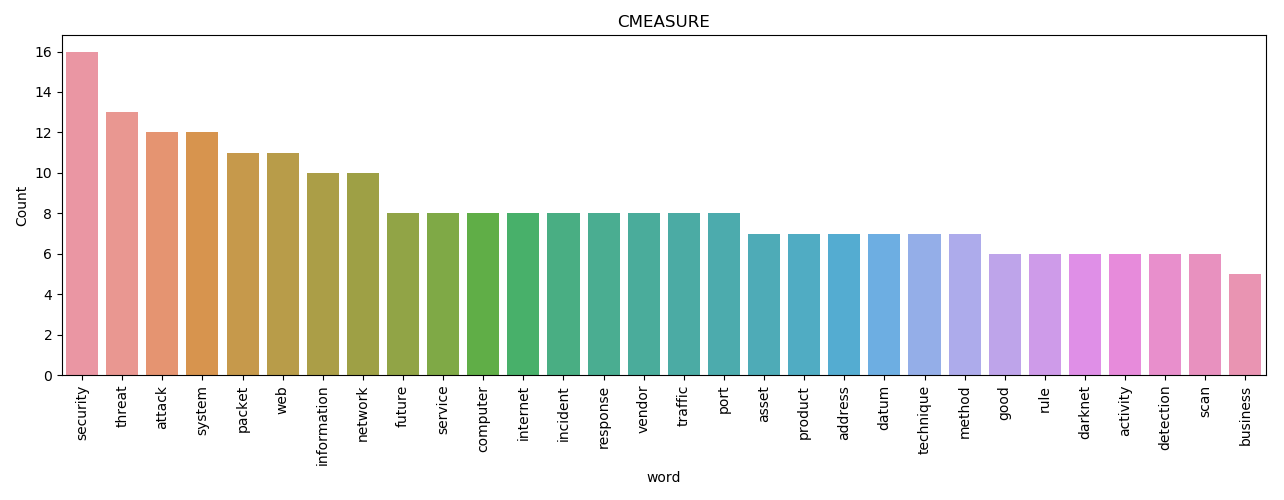 CMEASURE
Count
16
14
12
10
8
6
4
2
0
security
threat
attack
system
packet
web
information
network
future
service
computer
internet
incident
response
vendor
traffic
port
asset
product
address
datum
technique
method
good
rule
darknet
activity
detection
scan
business
word